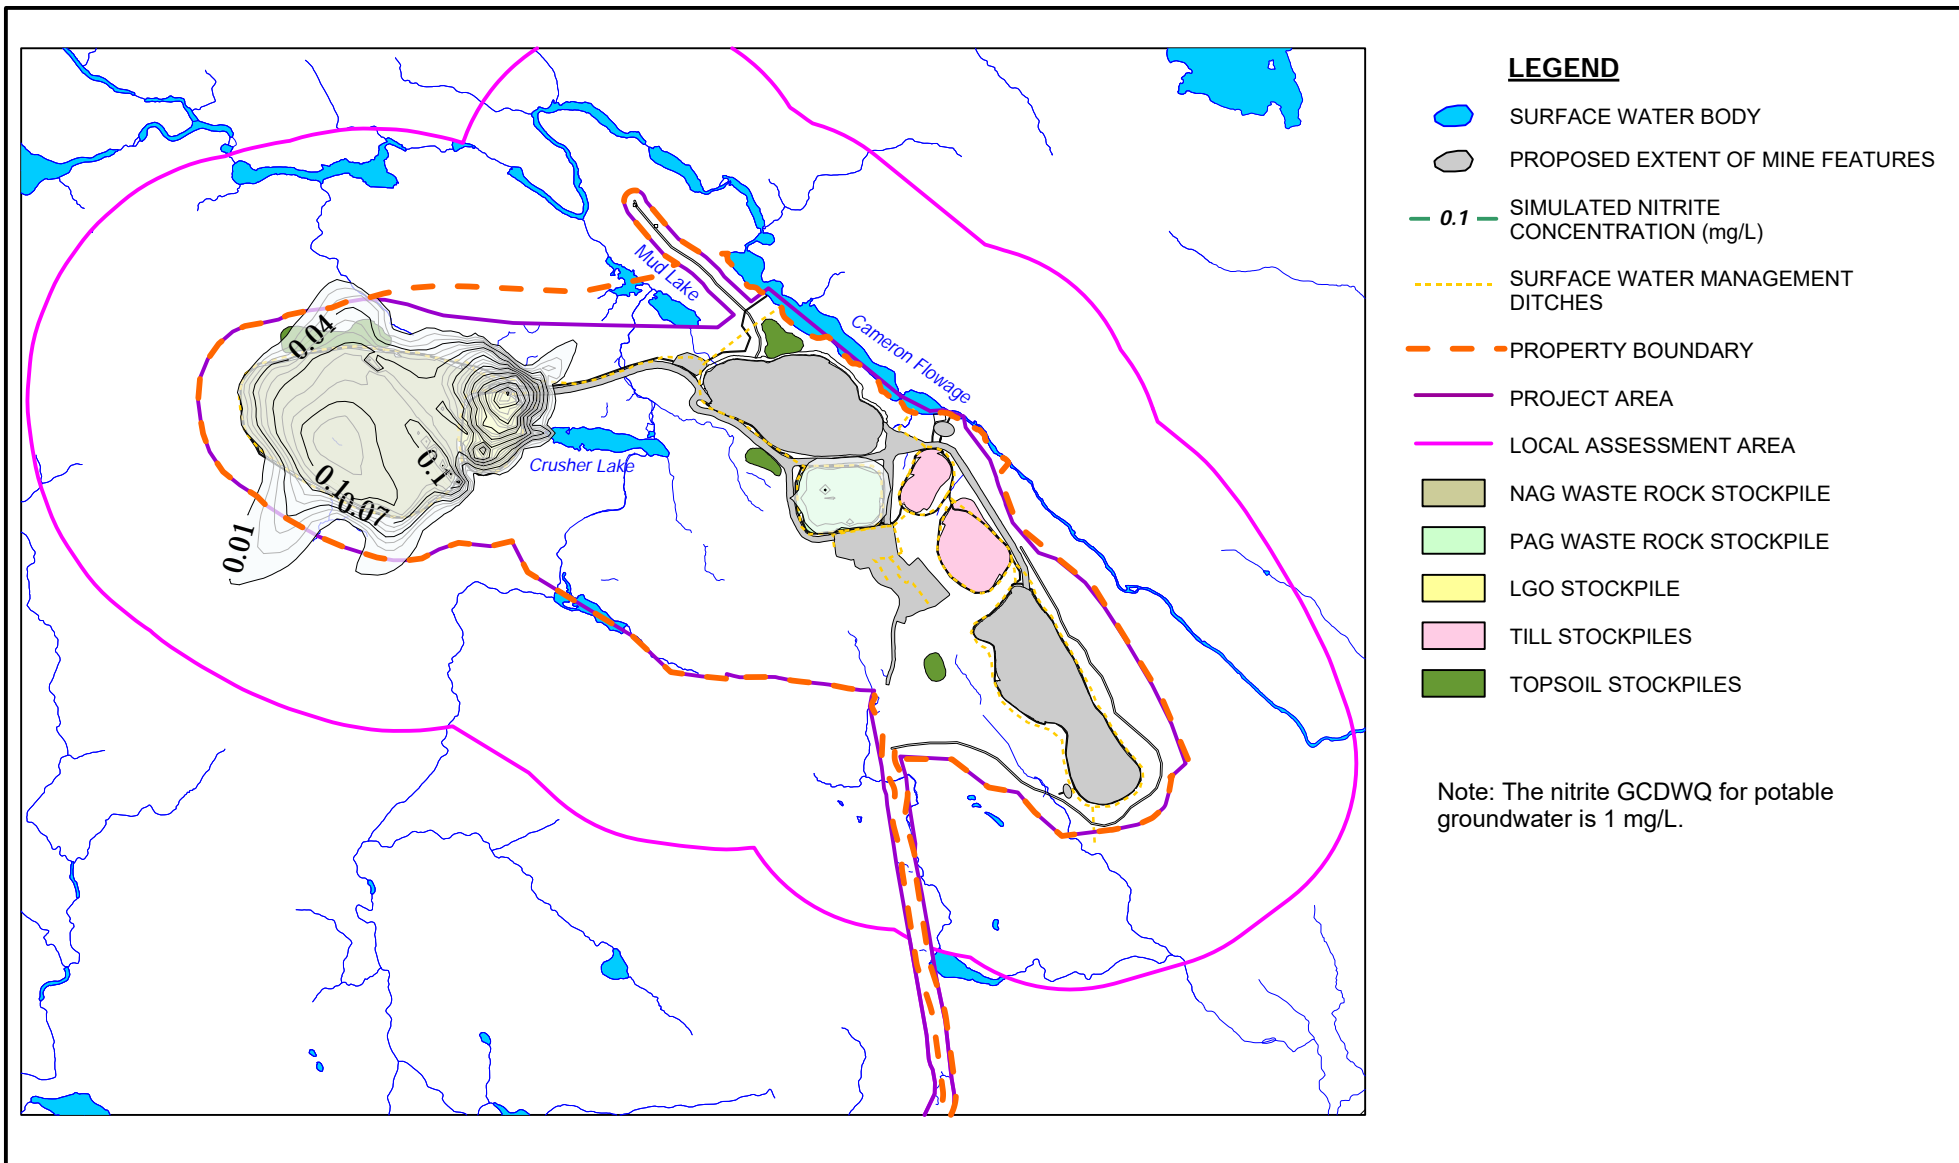 LEGEND
SURFACE WATER BODY
PROPOSED EXTENT OF MINE FEATURES
0.1
SIMULATED NITRITE
CONCENTRATION (mg/L)
SURFACE WATER MANAGEMENT
DITCHES
PROPERTY BOUNDARY
PROJECT AREA
LOCAL ASSESSMENT AREA
NAG WASTE ROCK STOCKPILE
PAG WASTE ROCK STOCKPILE
LGO STOCKPILE
TILL STOCKPILES
TOPSOIL STOCKPILES
Note: The nitrite GCDWQ for potable
groundwater is 1 mg/L.
Mud Lake
Cameron Flowage
Crusher Lake
0.04
0.1
0.1
0.07
0.01